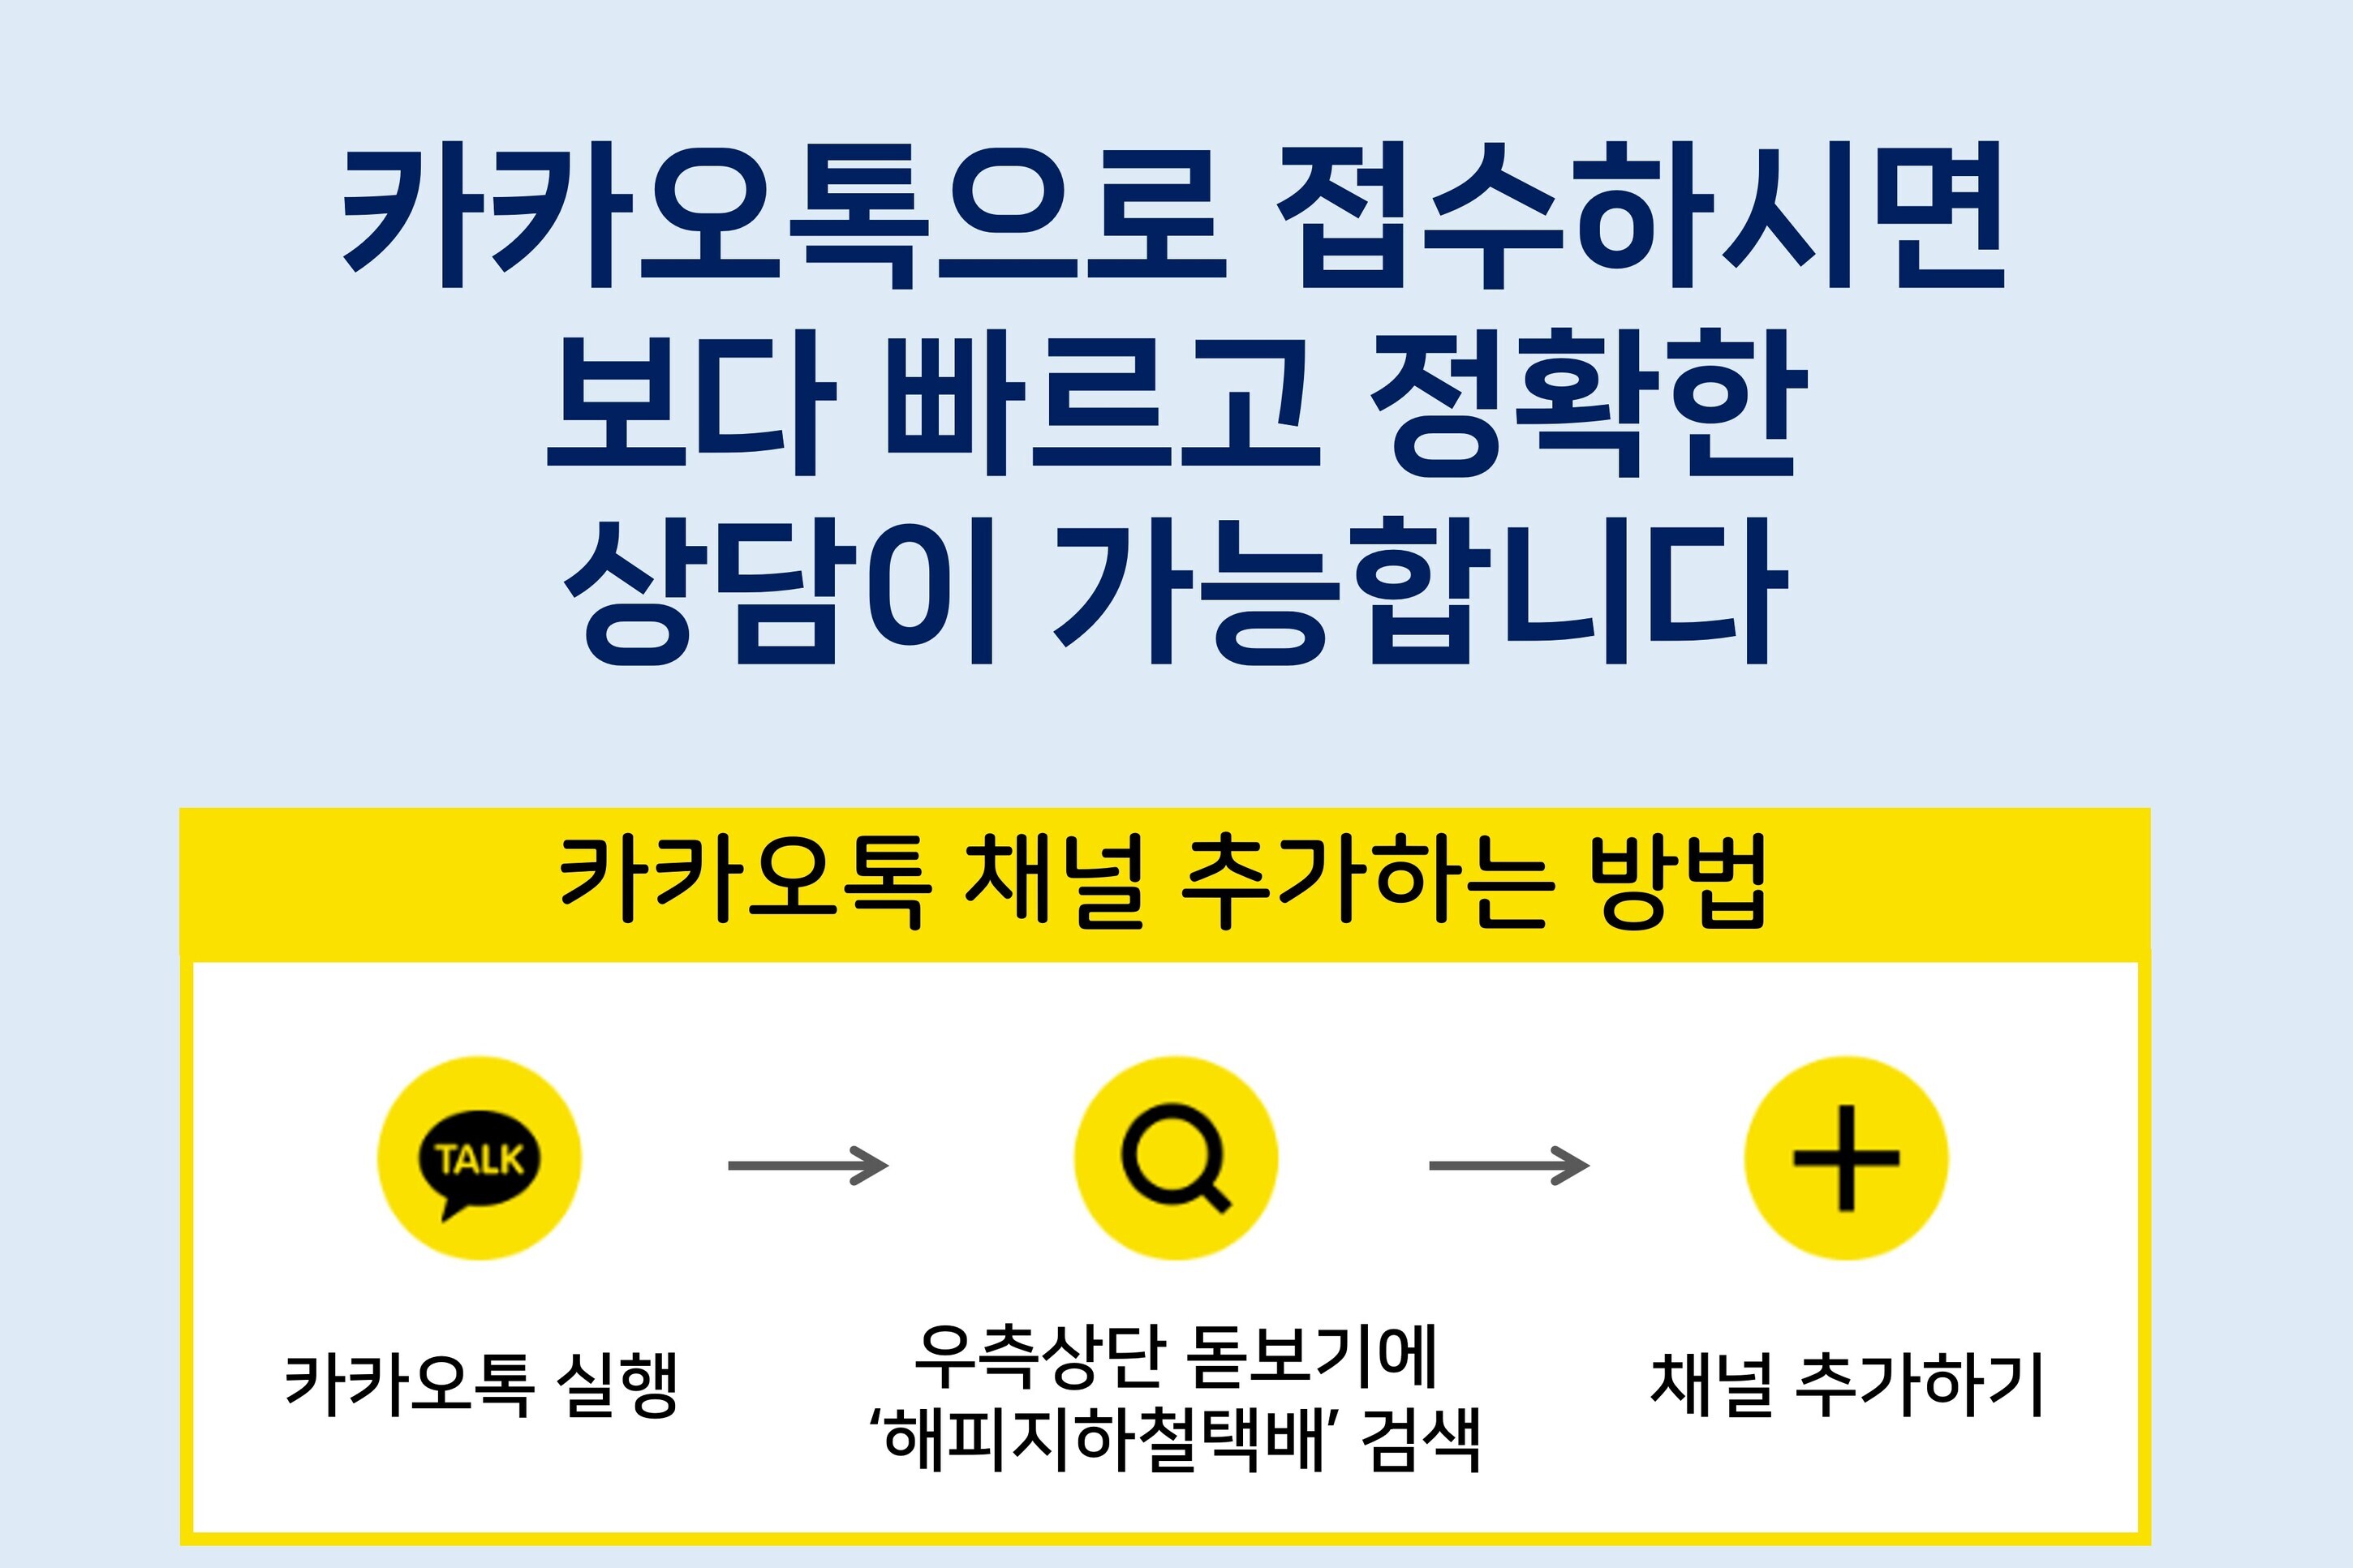 카카오톡으로 접수하시면
보다 빠르고 정확한
상담이 가능합니다
카카오톡 채널 추가하는 방법
TALK
카카오톡 실행
우측상단 돋보기에
‘해피지하철택배’ 검색
채널 추가하기